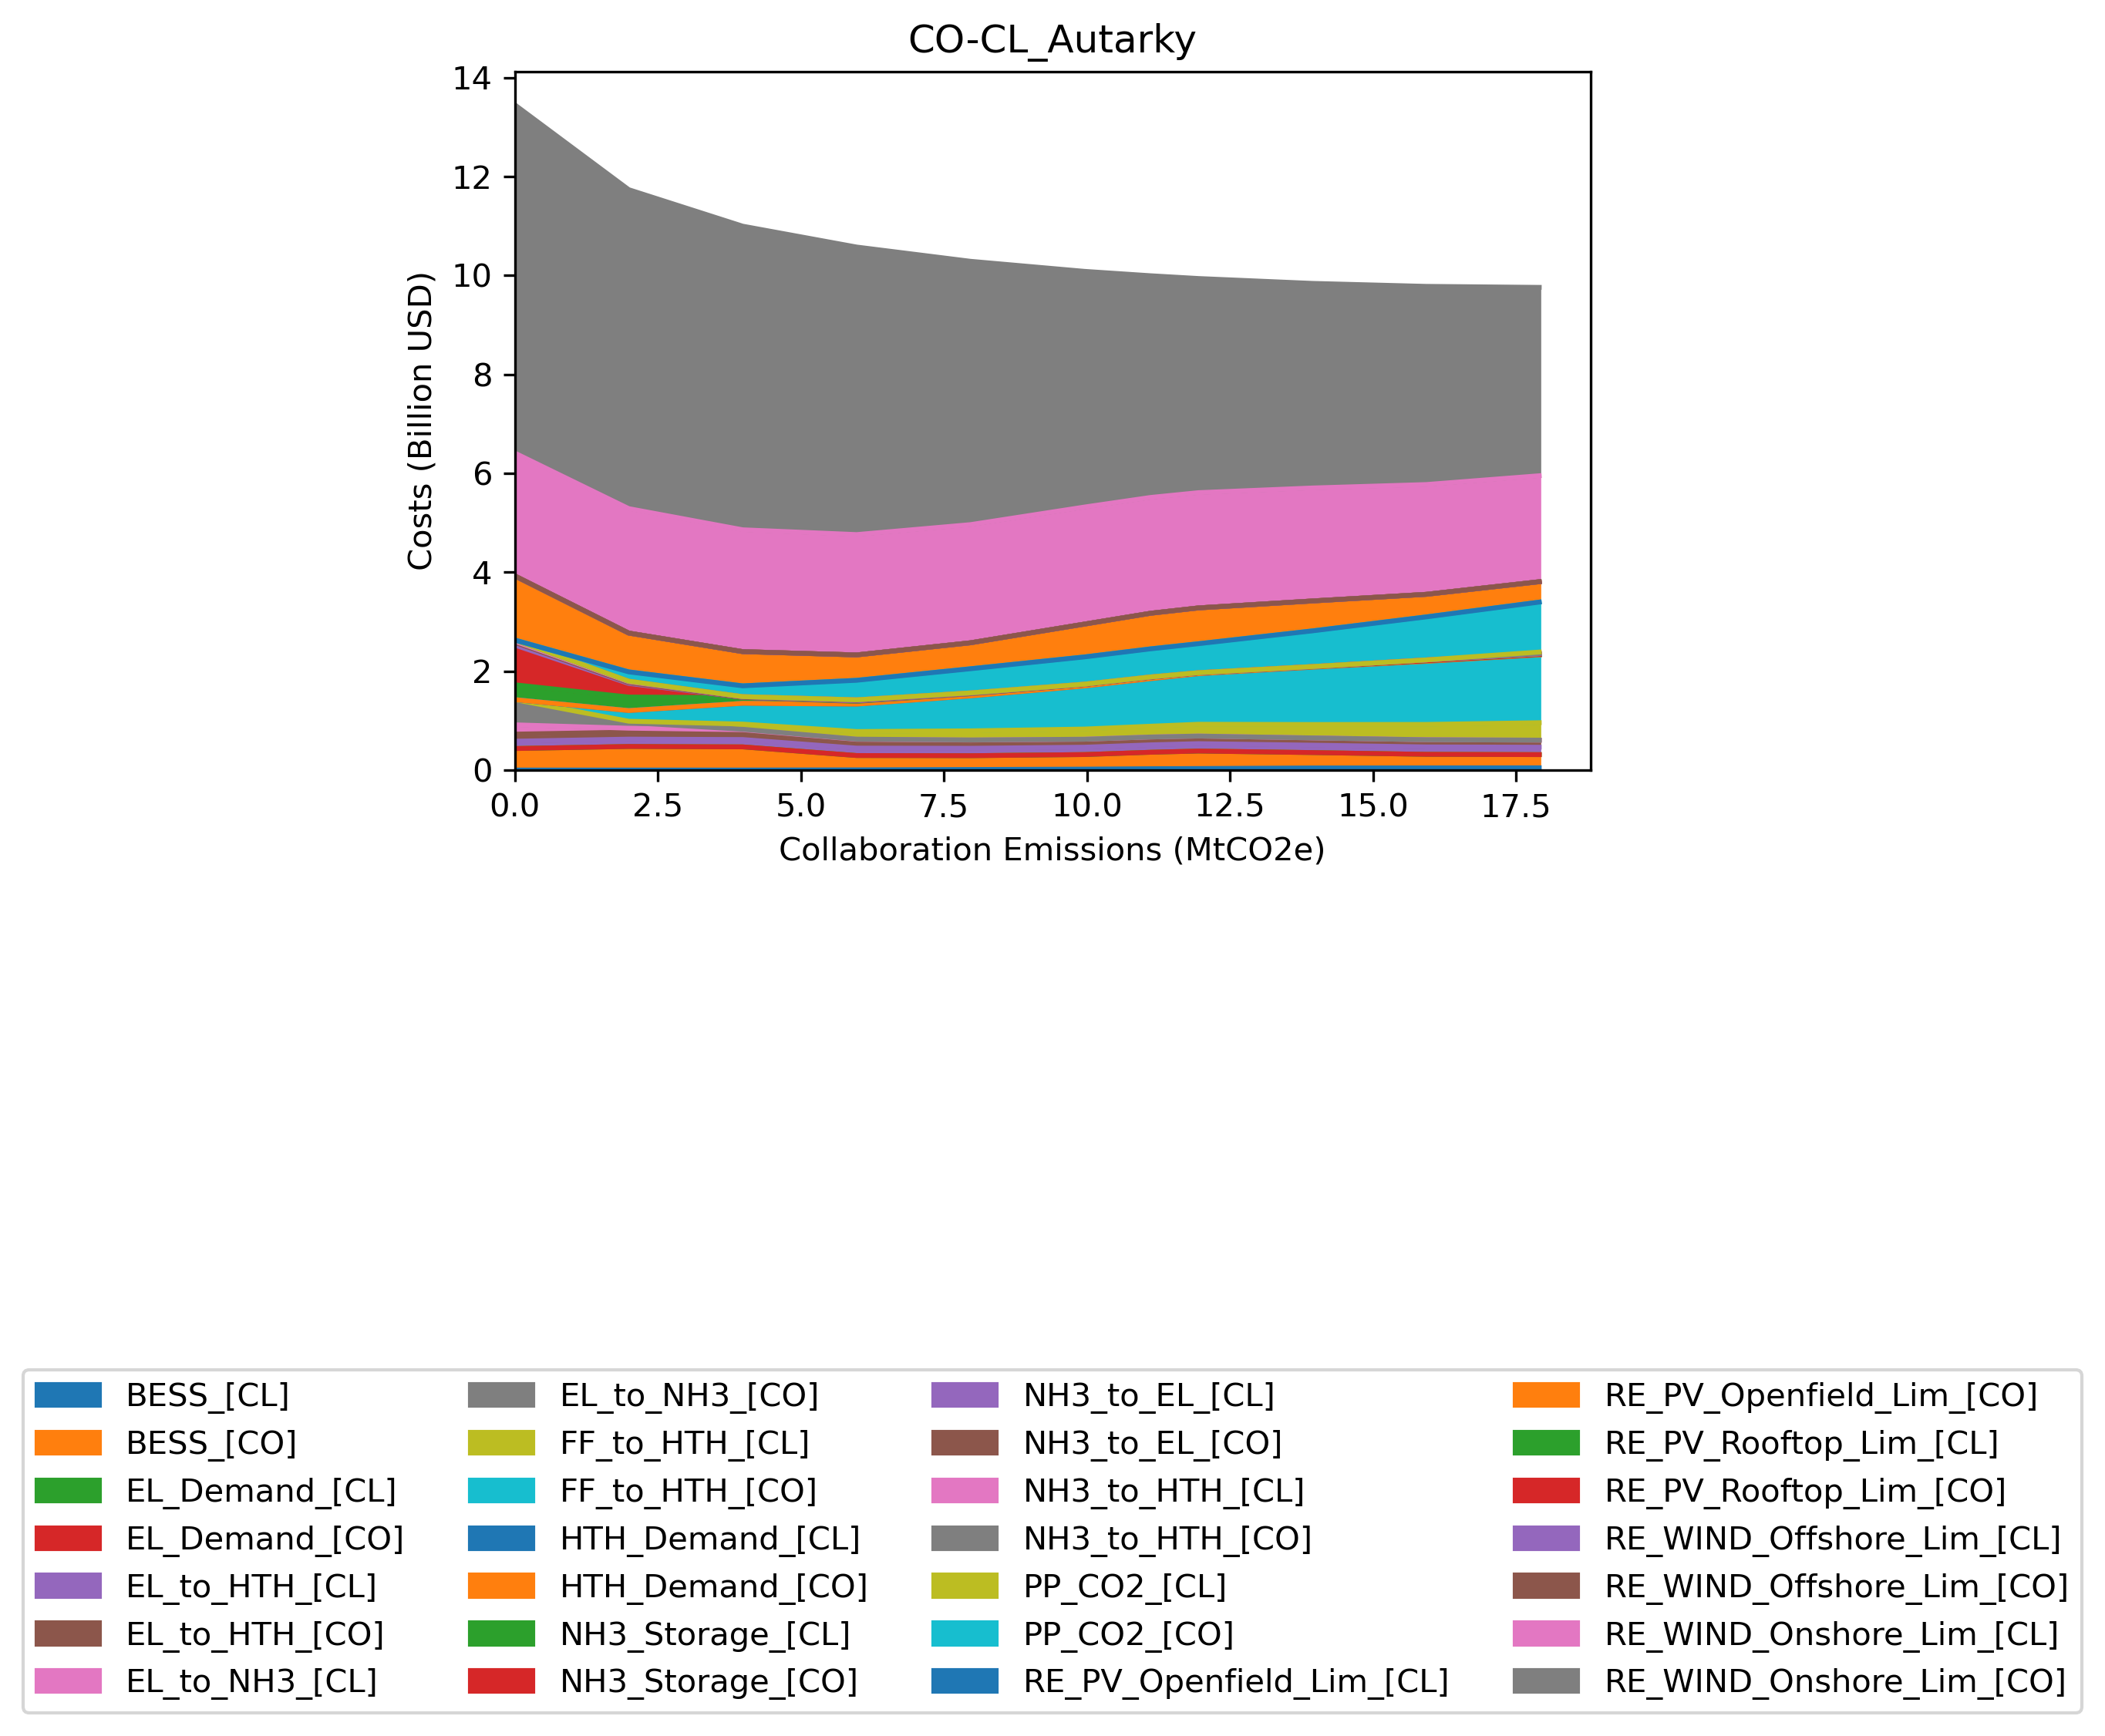 CO-CL_Autarky
14
12
10
8
6
4
2
0
Costs (Billion USD)
0.0 2.5 5.0 7.5 10.0 12.5 15.0 17.5
Collaboration Emissions (MtCO2e)
BESS_[CL]
BESS_[CO]
EL_Demand_[CL]
EL_Demand_[CO]
EL_to_HTH_[CL]
EL_to_HTH_[CO]
EL_to_NH3_[CL]
EL_to_NH3_[CO]
FF_to_HTH_[CL]
FF_to_HTH_[CO]
HTH_Demand_[CL]
HTH_Demand_[CO]
NH3_Storage_[CL]
NH3_Storage_[CO]
NH3_to_EL_[CL]
NH3_to_EL_[CO]
NH3_to_HTH_[CL]
NH3_to_HTH_[CO]
PP_CO2_[CL]
PP_CO2_[CO]
RE_PV_Openfield_Lim_[CL]
RE_PV_Openfield_Lim_[CO]
RE_PV_Rooftop_Lim_[CL]
RE_PV_Rooftop_Lim_[CO]
RE_WIND_Offshore_Lim_[CL]
RE_WIND_Offshore_Lim_[CO]
RE_WIND_Onshore_Lim_[CL]
RE_WIND_Onshore_Lim_[CO]